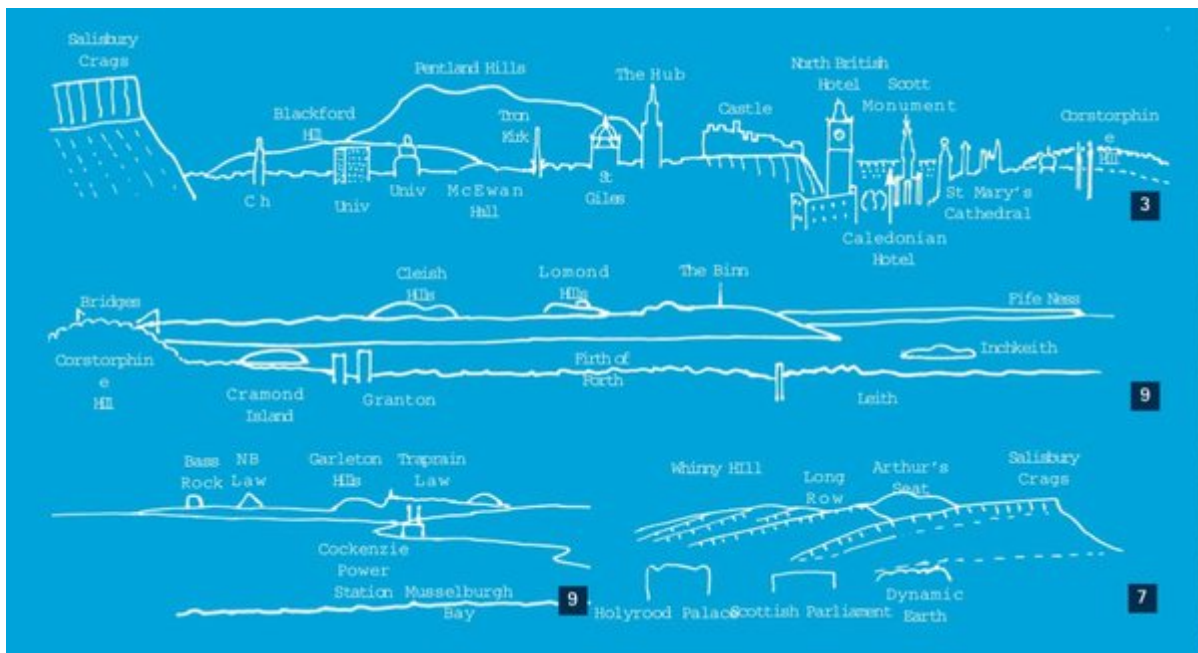 Salisbury
Crags
Pentland Hills
The Hub
North British
Hotel
Scott
Monument
Blackford
Hill
Tron
Kirk
Castle
Corstorphin
e
Hill
Ch
Univ
Univ
McEwan
Hall
St
Giles
St Mary's
Cathedral
Caledonian
Hotel
3
Bridges
Cleish
Hills
Lomond
Hills
The Binn
Fife Ness
Corstorphin
e
Hill
Cramond
Island
Granton
Firth of
Forth
Inchkeith
Leith
9
Bass
Rock
NB
Law
Garleton
Hills
Traprain
Law
Cockenzie
Power
Station
Musselburgh
Bay
9
Whinny Hill
Long
Row
Arthur's
Seat
Salisbury
Crags
Holyrood Palace
Scottish Parliament
Dynamic
Earth
7